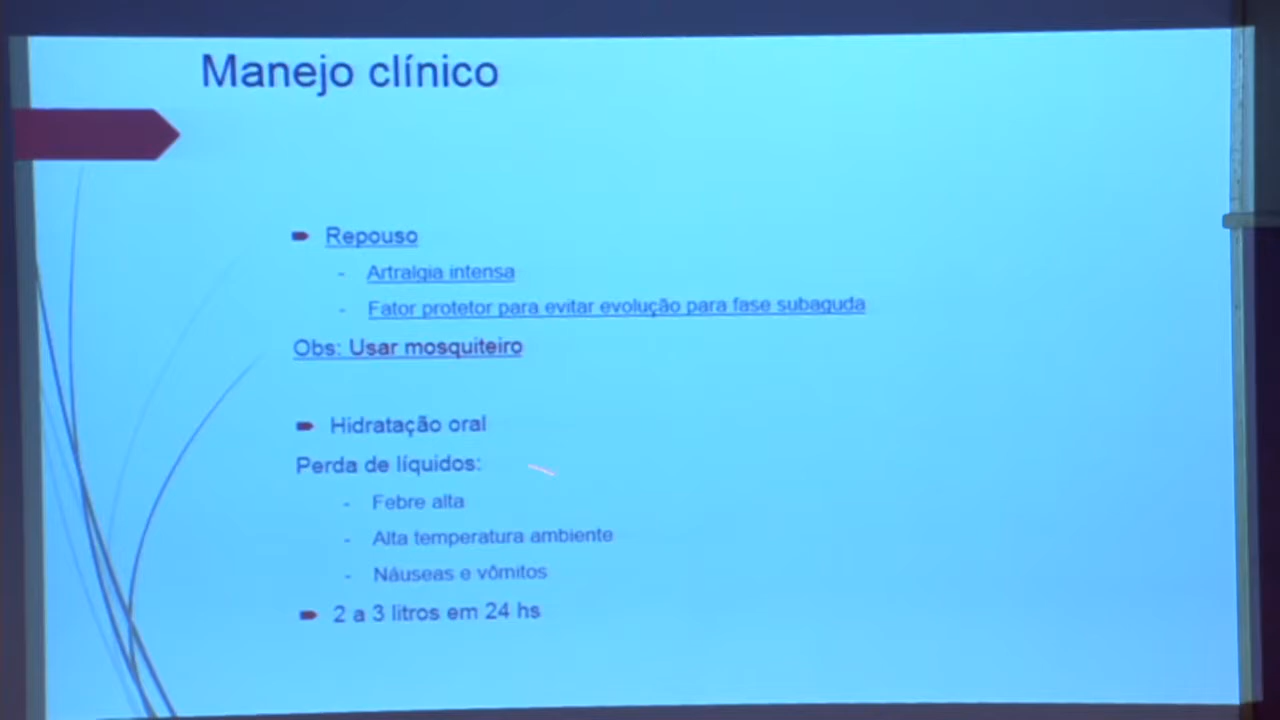 Manejo clínico
Repouso
- Artralgia intensa
- Fator protetor para evitar evolução para fase subaguda
Obs: Usar mosquiteiro
Hidratação oral
Perda de líquidos:
- Febre alta
- Alta temperatura ambiente
- Náuseas e vômitos
2 a 3 litros em 24 hs